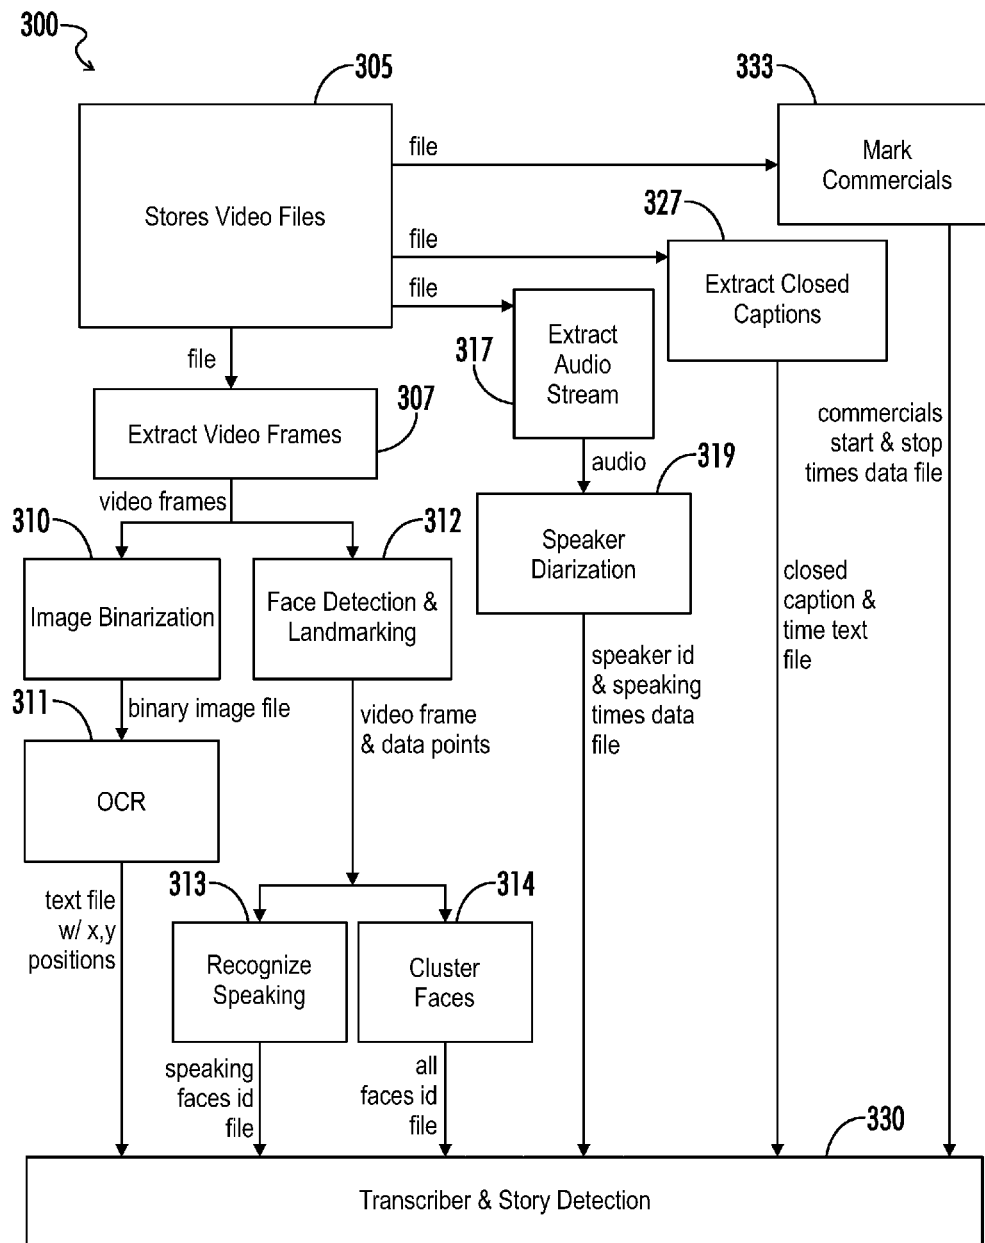 300
305
333
file
Mark
Commercials
Stores Video Files
327
file
Extract Closed
Captions
file
317
Extract
Audio
Stream
file
307
Extract Video Frames
commercials
start & stop
times data file
audio
319
video frames
310
312
Speaker
Diarization
Image Binarization
Face Detection &
Landmarking
closed
caption &
time text
file
speaker id
& speaking
times data
file
311
binary image file
video frame
& data points
OCR
313
314
text file
w/ x,y
positions
Recognize
Speaking
Cluster
Faces
speaking
faces id
file
all
faces id
file
330
Transcriber & Story Detection